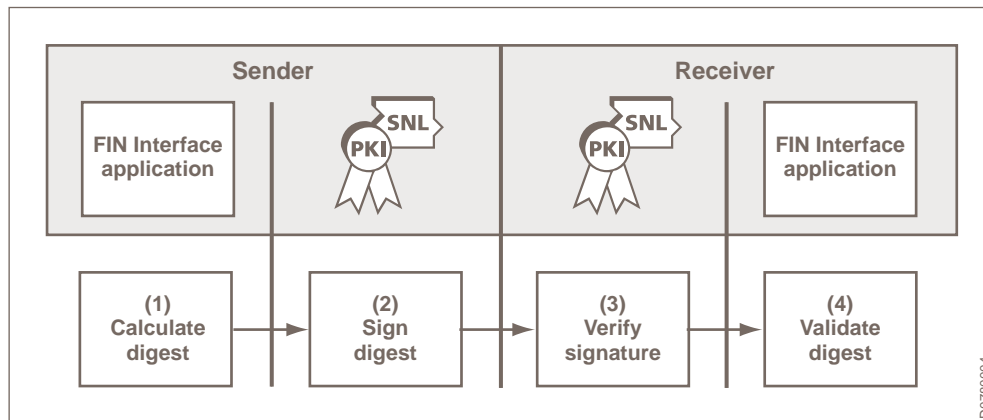 Sender
Receiver
FIN Interface
application
SNL
PKI
SNL
PKI
FIN Interface
application
(1)
Calculate
digest
(2)
Sign
digest
(3)
Verify
signature
(4)
Validate
digest